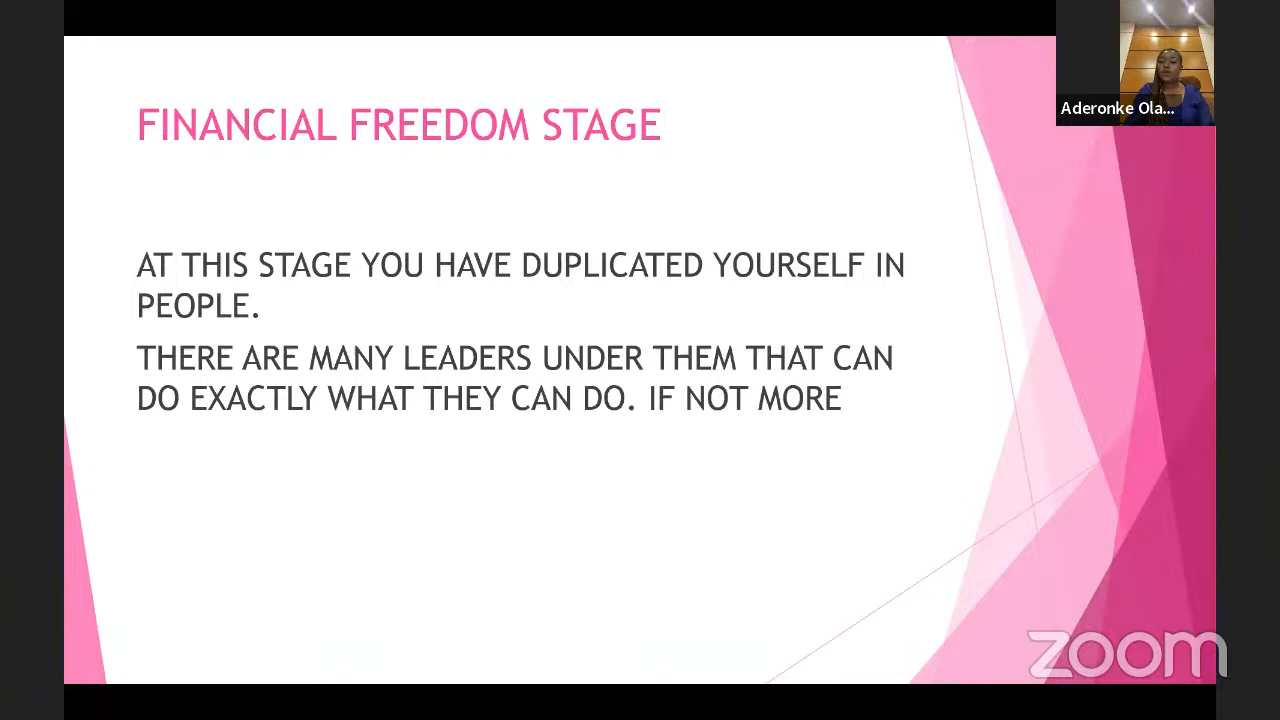 FINANCIAL FREEDOM STAGE
AT THIS STAGE YOU HAVE DUPLICATED YOURSELF IN
PEOPLE.
THERE ARE MANY LEADERS UNDER THEM THAT CAN
DO EXACTLY WHAT THEY CAN DO. IF NOT MORE
Aderonke Ola...
zoom